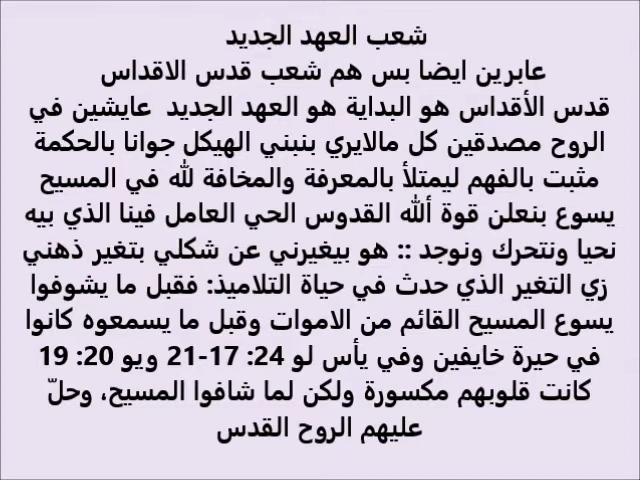 شعب العهد الجديد
عابرين ايضا بس هم شعب قدس الاقداس
قدس الأقداس هو البداية هو العهد الجديد عايشين في
الروح مصدقين كل مالايري بنبني الهيكل جوانا بالحكمة
مثبت بالفهم ليمتلأ بالمعرفة والمخافة لله في المسيح
يسوع بنعلن قوة ألله القدوس الحي العامل فينا الذي بيه
نحيا ونتحرك ونوجد :: هو بيغيرني عن شكلي بتغير ذهني
زي التغير الذي حدث في حياة التلاميذ: فقبل ما يشوفوا
يسوع المسيح القائم من الاموات وقبل ما يسمعوه كانوا
في حيرة خايفين وفي يأس لو 24: 17-21 ويو 20: 19
كانت قلوبهم مكسورة ولكن لما شافوا المسيح، وحلّ
عليهم الروح القدس